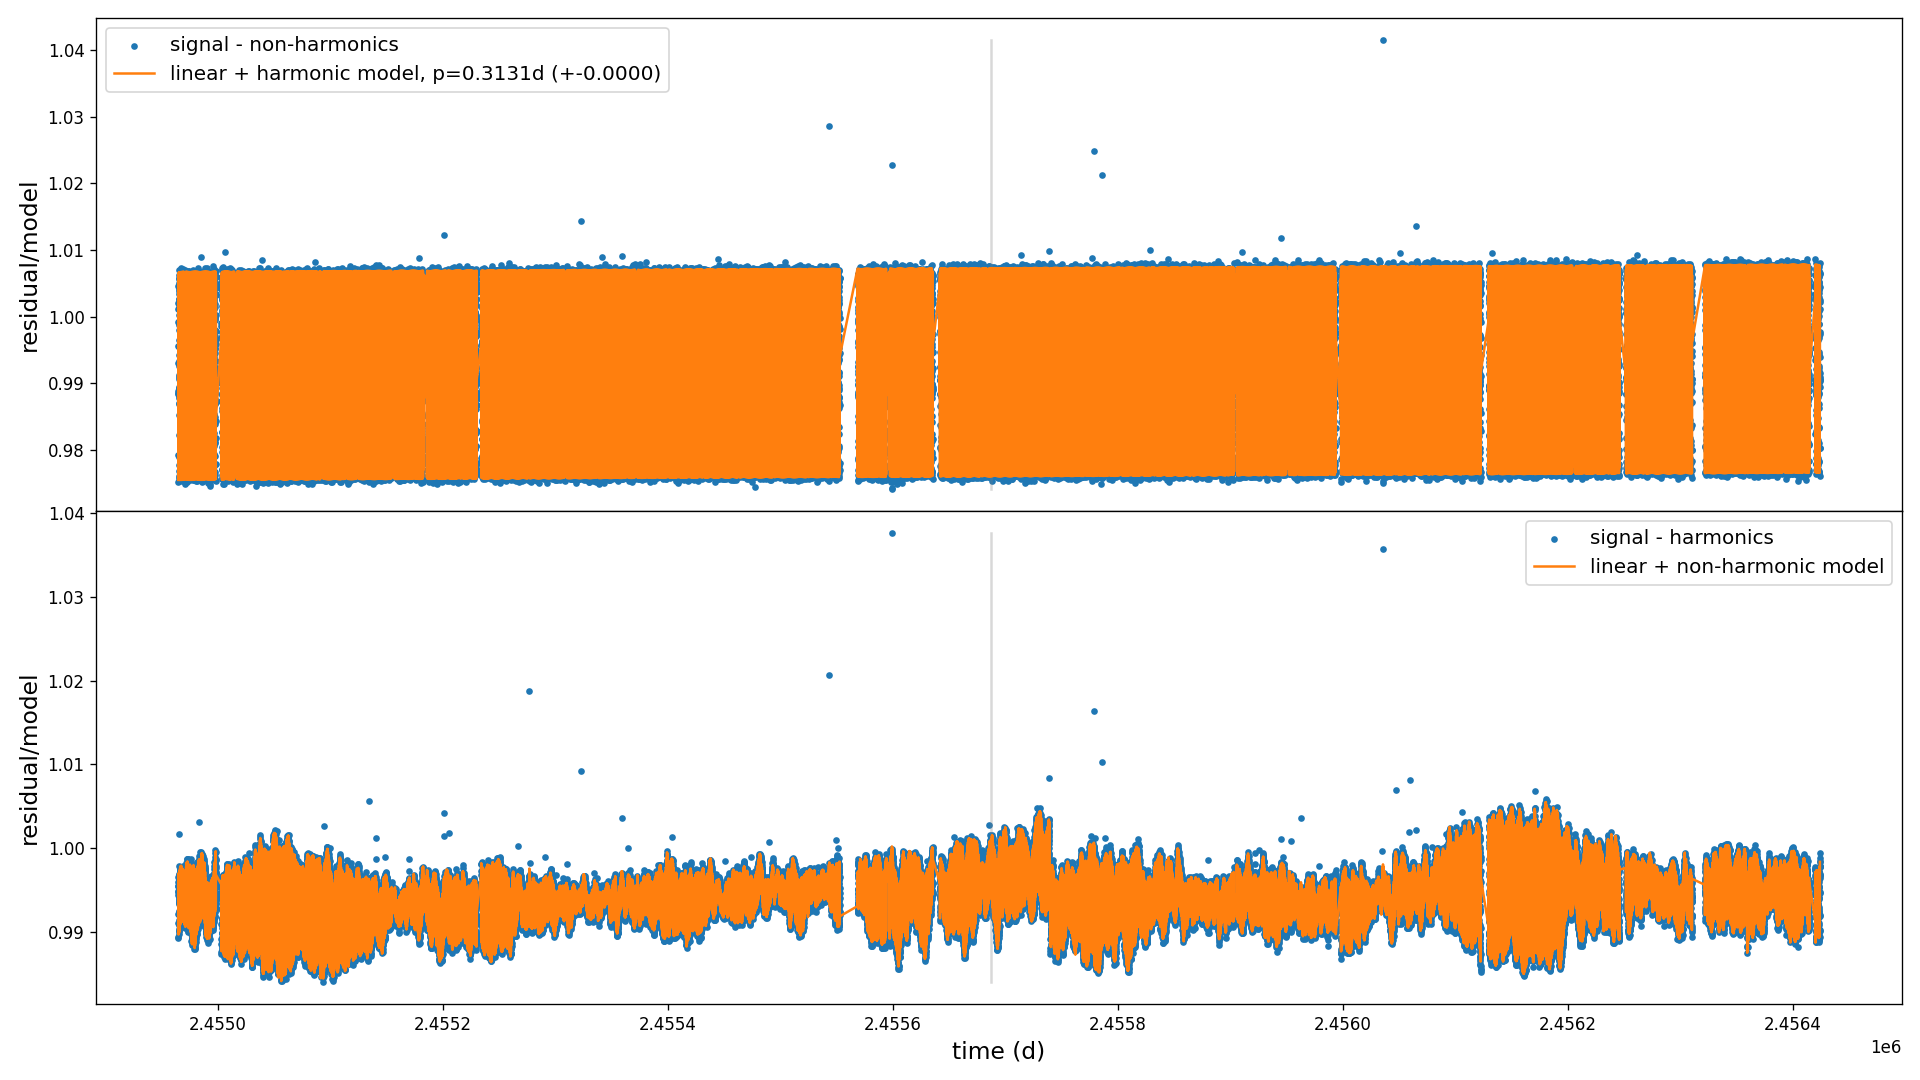 signal - non-harmonics
linear + harmonic model, p=0.3131d (+-0.0000)
1.04
1.03
1.02
1.01
1.00
0.99
0.98
residual/model
signal - harmonics
linear + non-harmonic model
1.04
1.03
1.02
1.01
1.00
0.99
residual/model
2.4550 2.4552 2.4554 2.4556 2.4558 2.4560 2.4562 2.4564
1e6
time (d)